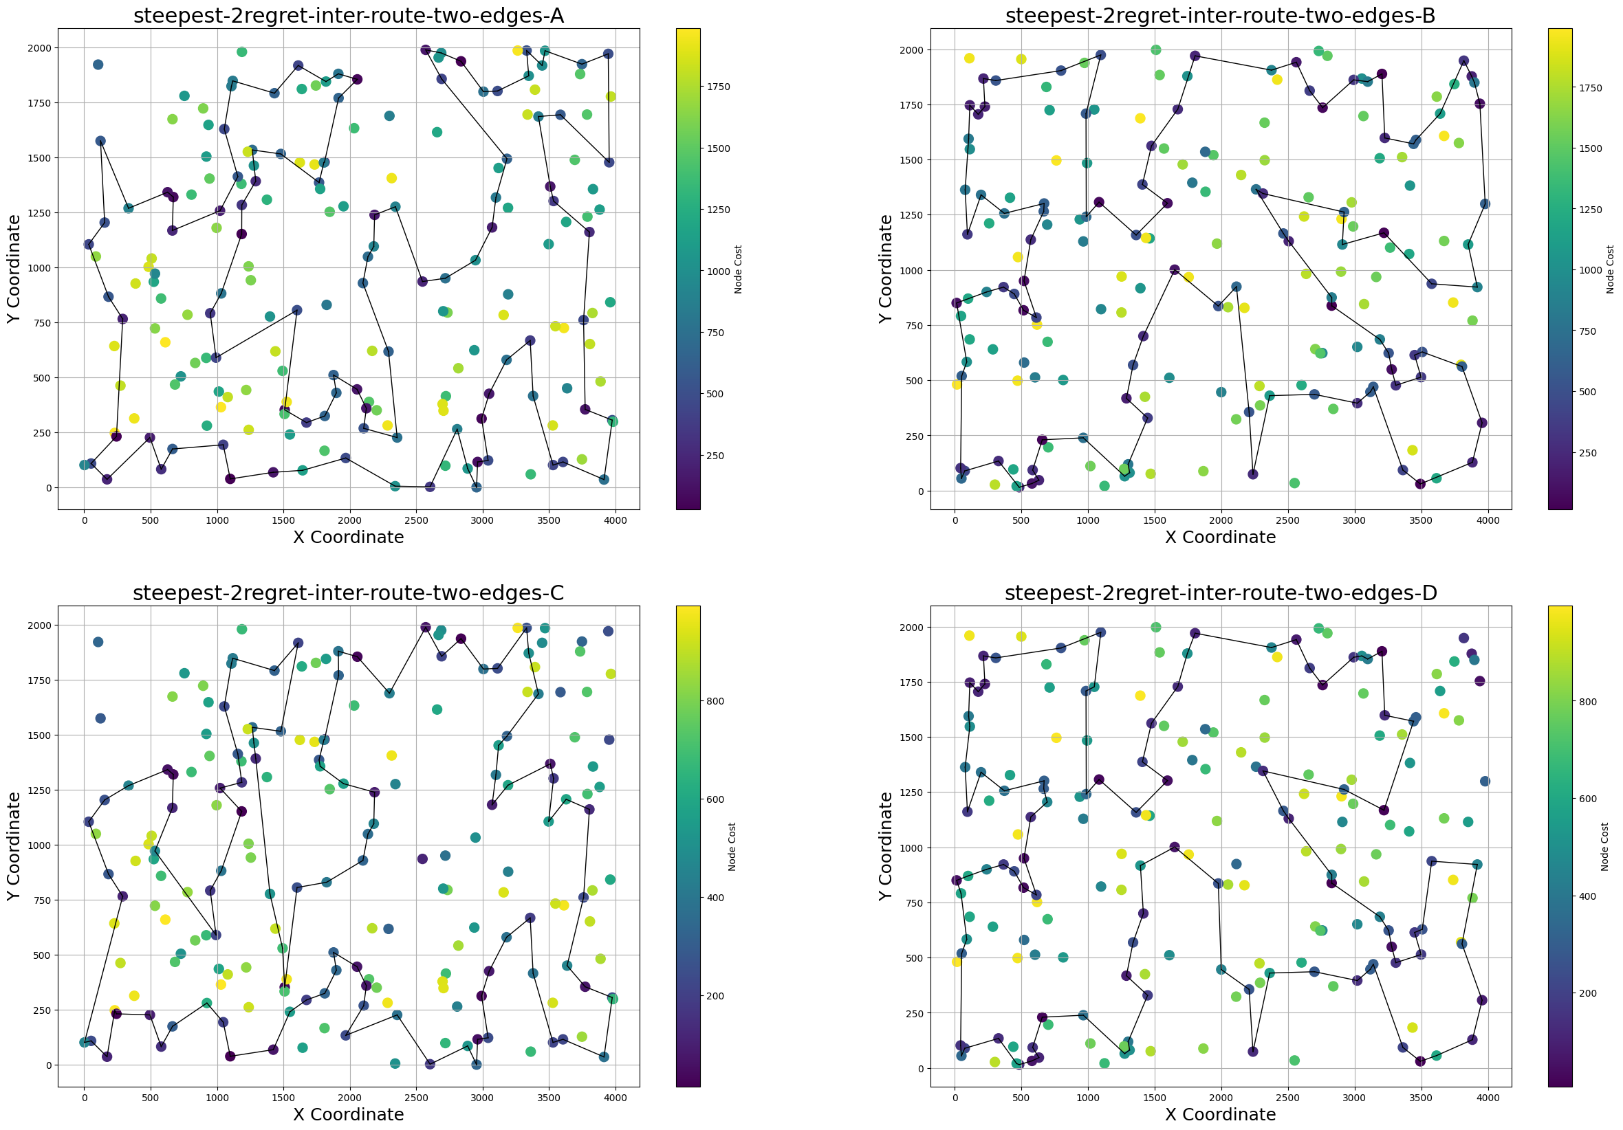 steepest-2regret-inter-route-two-edges-A
2000
1750
1500
1250
1000
750
500
250
0
Y Coordinate
0 500 1000 1500 2000 2500 3000 3500 4000
X Coordinate
1750
1500
1250
1000
750
500
250
Node Cost
steepest-2regret-inter-route-two-edges-B
2000
1750
1500
1250
1000
750
500
250
0
Y Coordinate
0 500 1000 1500 2000 2500 3000 3500 4000
X Coordinate
1750
1500
1250
1000
750
500
250
Node Cost
steepest-2regret-inter-route-two-edges-C
2000
1750
1500
1250
1000
750
500
250
0
Y Coordinate
0 500 1000 1500 2000 2500 3000 3500 4000
X Coordinate
800
600
400
200
Node Cost
steepest-2regret-inter-route-two-edges-D
2000
1750
1500
1250
1000
750
500
250
0
Y Coordinate
0 500 1000 1500 2000 2500 3000 3500 4000
X Coordinate
800
600
400
200
Node Cost